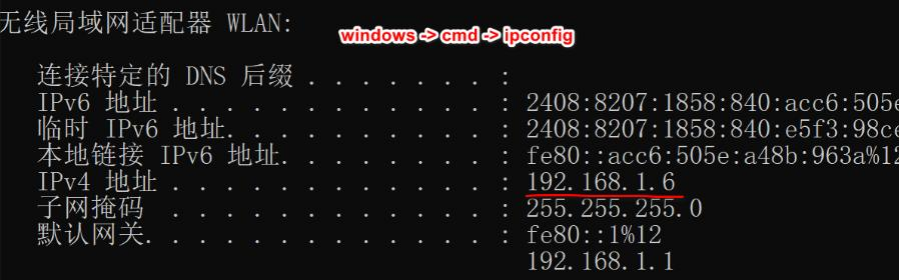 无线局域网适配器 WLAN:
windows -> cmd -> ipconfig
连接特定的 DNS 后缀 . . . . . . . :
IPv6 地址 . . . . . . . . . . . . : 2408:8207:1858:840:acc6:505e
临时 IPv6 地址. . . . . . . . . . : 2408:8207:1858:840:e5f3:98ce
本地链接 IPv6 地址. . . . . . . . : fe80::acc6:505e:a48b:963a%12
IPv4 地址 . . . . . . . . . . . . : 192.168.1.6
子网掩码 . . . . . . . . . . . . : 255.255.255.0
默认网关. . . . . . . . . . . . . : fe80::1%12
192.168.1.1